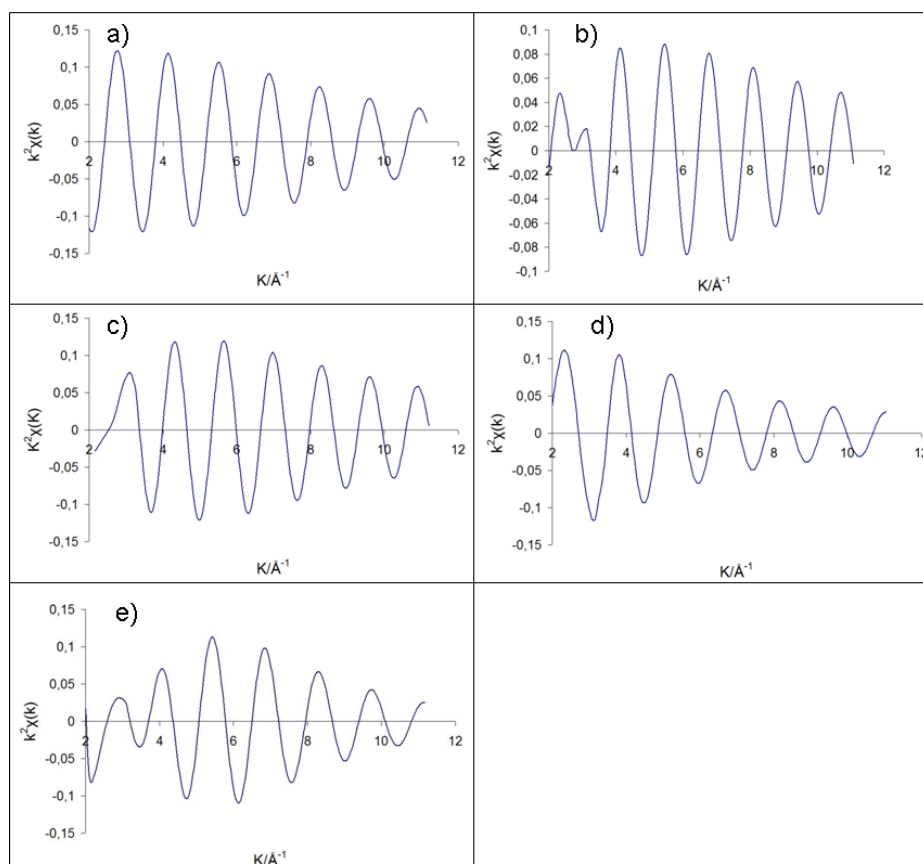 a)
0,15
0,1
0,05
0
-0,05
-0,1
-0,15
2 4 6 8 10 12
k²χ(k)
K/Å⁻¹
b)
0,1
0,08
0,06
0,04
0,02
0
-0,02
-0,04
-0,06
-0,08
-0,1
2 4 6 8 10 12
k²χ(k)
K/Å⁻¹
c)
0,15
0,1
0,05
0
-0,05
-0,1
-0,15
2 4 6 8 10 12
K²χ(K)
K/Å⁻¹
d)
0,15
0,1
0,05
0
-0,05
-0,1
-0,15
2 4 6 8 10 12
k²χ(k)
K/Å⁻¹
e)
0,15
0,1
0,05
0
-0,05
-0,1
-0,15
2 4 6 8 10 12
k²χ(k)
K/Å⁻¹